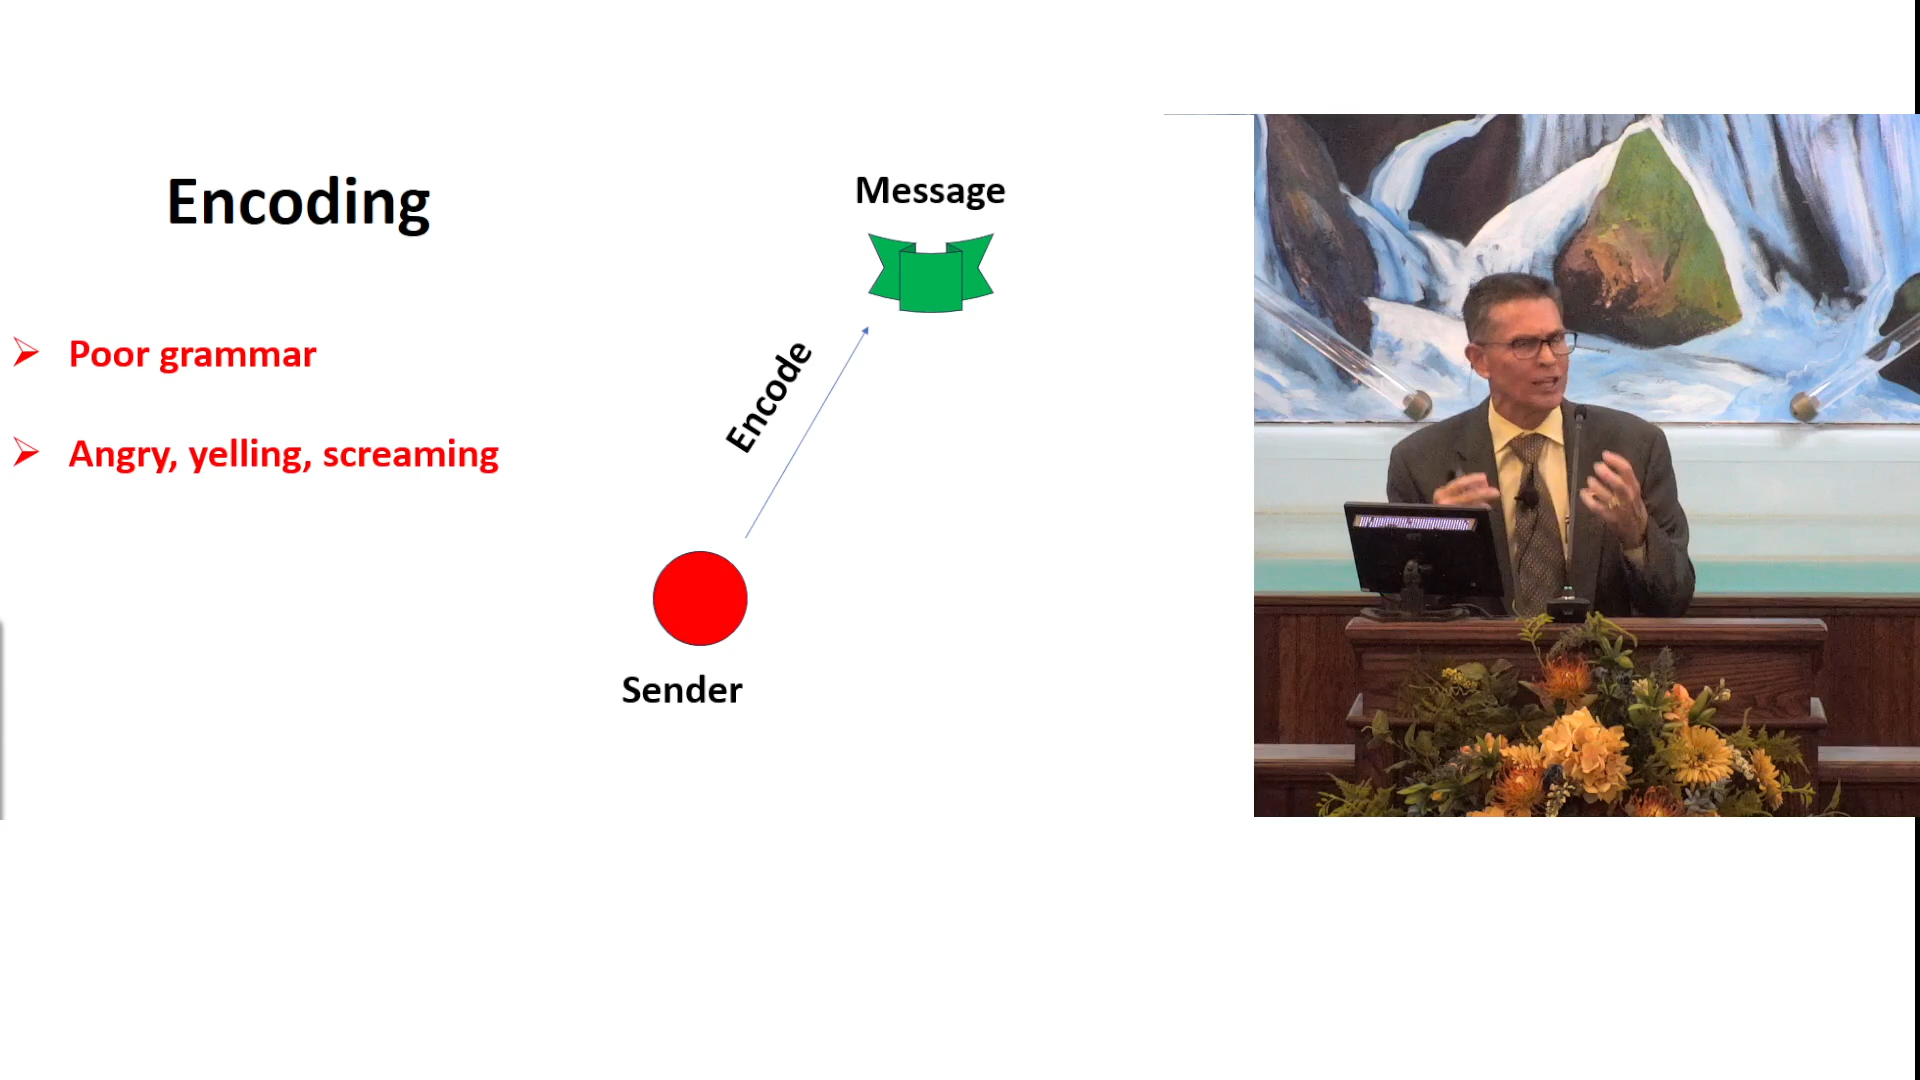 Encoding
Poor grammar
Angry, yelling, screaming
Message
Encode
Sender